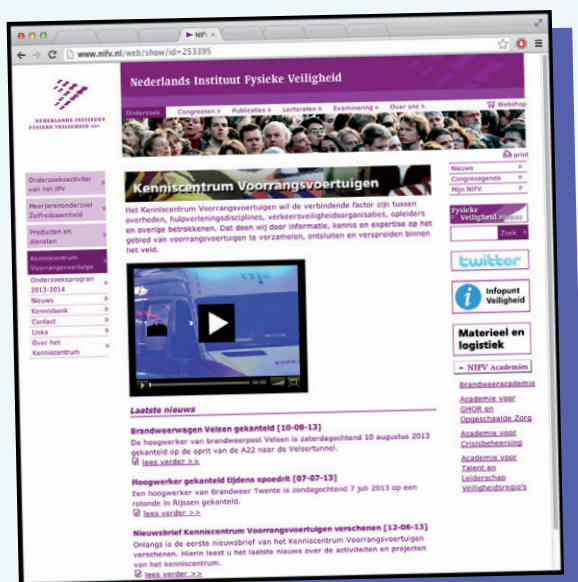 NIFV
www.nifv.nl/web/show/id=253395
NEDERLANDS INSTITUUT
FYSIEKE VEILIGHEID NIFV
Nederlands Instituut Fysieke Veiligheid
Onderzoek Congressen » Publicaties » Lectoraten » Examinering » Over ons » Webshop
print
Onderzoeksactiviteit
van het IFV »
Meerjarenonderzoek
Zelfredzaamheid »
Producten en
diensten »
Kenniscentrum
Voorrangsvoertuige »
Onderzoeksprogram
2013-2014 »
Nieuws »
Kennisbank »
Contact »
Links »
Over het
Kenniscentrum »
Kenniscentrum Voorrangsvoertuigen
Het Kenniscentrum Voorrangsvoertuigen wil de verbindende factor zijn tussen
overheden, hulpverleningsdisciplines, verkeersveiligheidsorganisaties, opleiders
en overige betrokkenen. Dat doen wij door informatie, kennis en expertise op het
gebied van voorrangsvoertuigen te verzamelen, ontsluiten en verspreiden binnen
het veld.
00:00
Laatste nieuws
Brandweerwagen Velsen gekanteld [10-08-13]
De hoogwerker van brandweerpost Velsen is zaterdagochtend 10 augustus 2013
gekanteld op de oprit van de A22 naar de Velsertunnel.
lees verder >>
Hoogwerker gekanteld tijdens spoedrit [07-07-13]
Een hoogwerker van Brandweer Twente is zondagochtend 7 juli 2013 op een
rotonde in Rijssen gekanteld.
lees verder >>
Nieuwsbrief Kenniscentrum Voorrangsvoertuigen verschenen [12-06-13]
Onlangs is de eerste nieuwsbrief van het Kenniscentrum Voorrangsvoertuigen
verschenen. Hierin leest u het laatste nieuws over de activiteiten en projecten
van het kenniscentrum.
lees verder >>
Nieuws »
Congresagenda »
Mijn NIFV »
Fysieke
Veiligheid nieuws
Zoek »
twitter
i Infopunt
Veiligheid
Materieel en
logistiek
NIFV Academies
Brandweeracademie
Academie voor
GHOR en
Opgeschaalde Zorg
Academie voor
Crisisbeheersing
Academie voor
Talent en
Leiderschap
Veiligheidsregio's